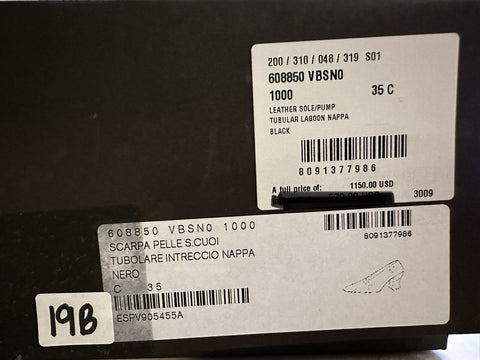 200 / 310 / 048 / 319 S01
608850 VBSN0
1000 35 C
LEATHER SOLE/PUMP
TUBULAR LAGOON NAPPA
BLACK
8091377986
A full price of: 1150.00 USD
3009
608850 VBSN0 1000
SCARPA PELLE S.CUOI
TUBOLARE INTRECCIO NAPPA
NERO
C 35
ESPV905455A
8091377986
19B